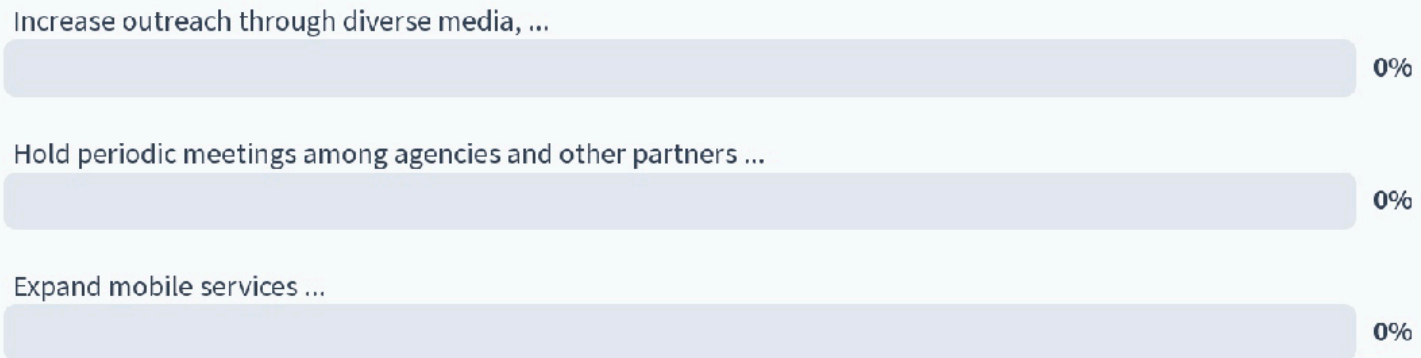 Increase outreach through diverse media, ...
0%
Hold periodic meetings among agencies and other partners ...
0%
Expand mobile services ...
0%